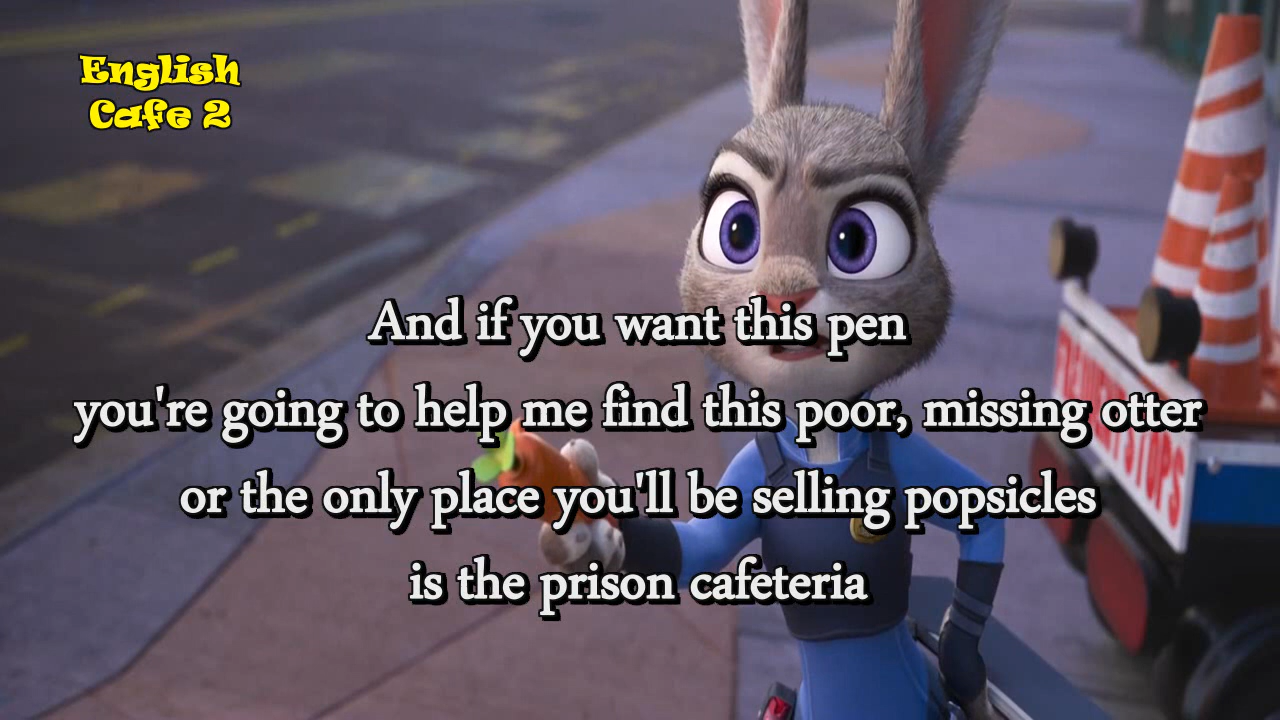 English
Cafe 2
And if you want this pen
you're going to help me find this poor, missing otter
or the only place you'll be selling popsicles
is the prison cafeteria